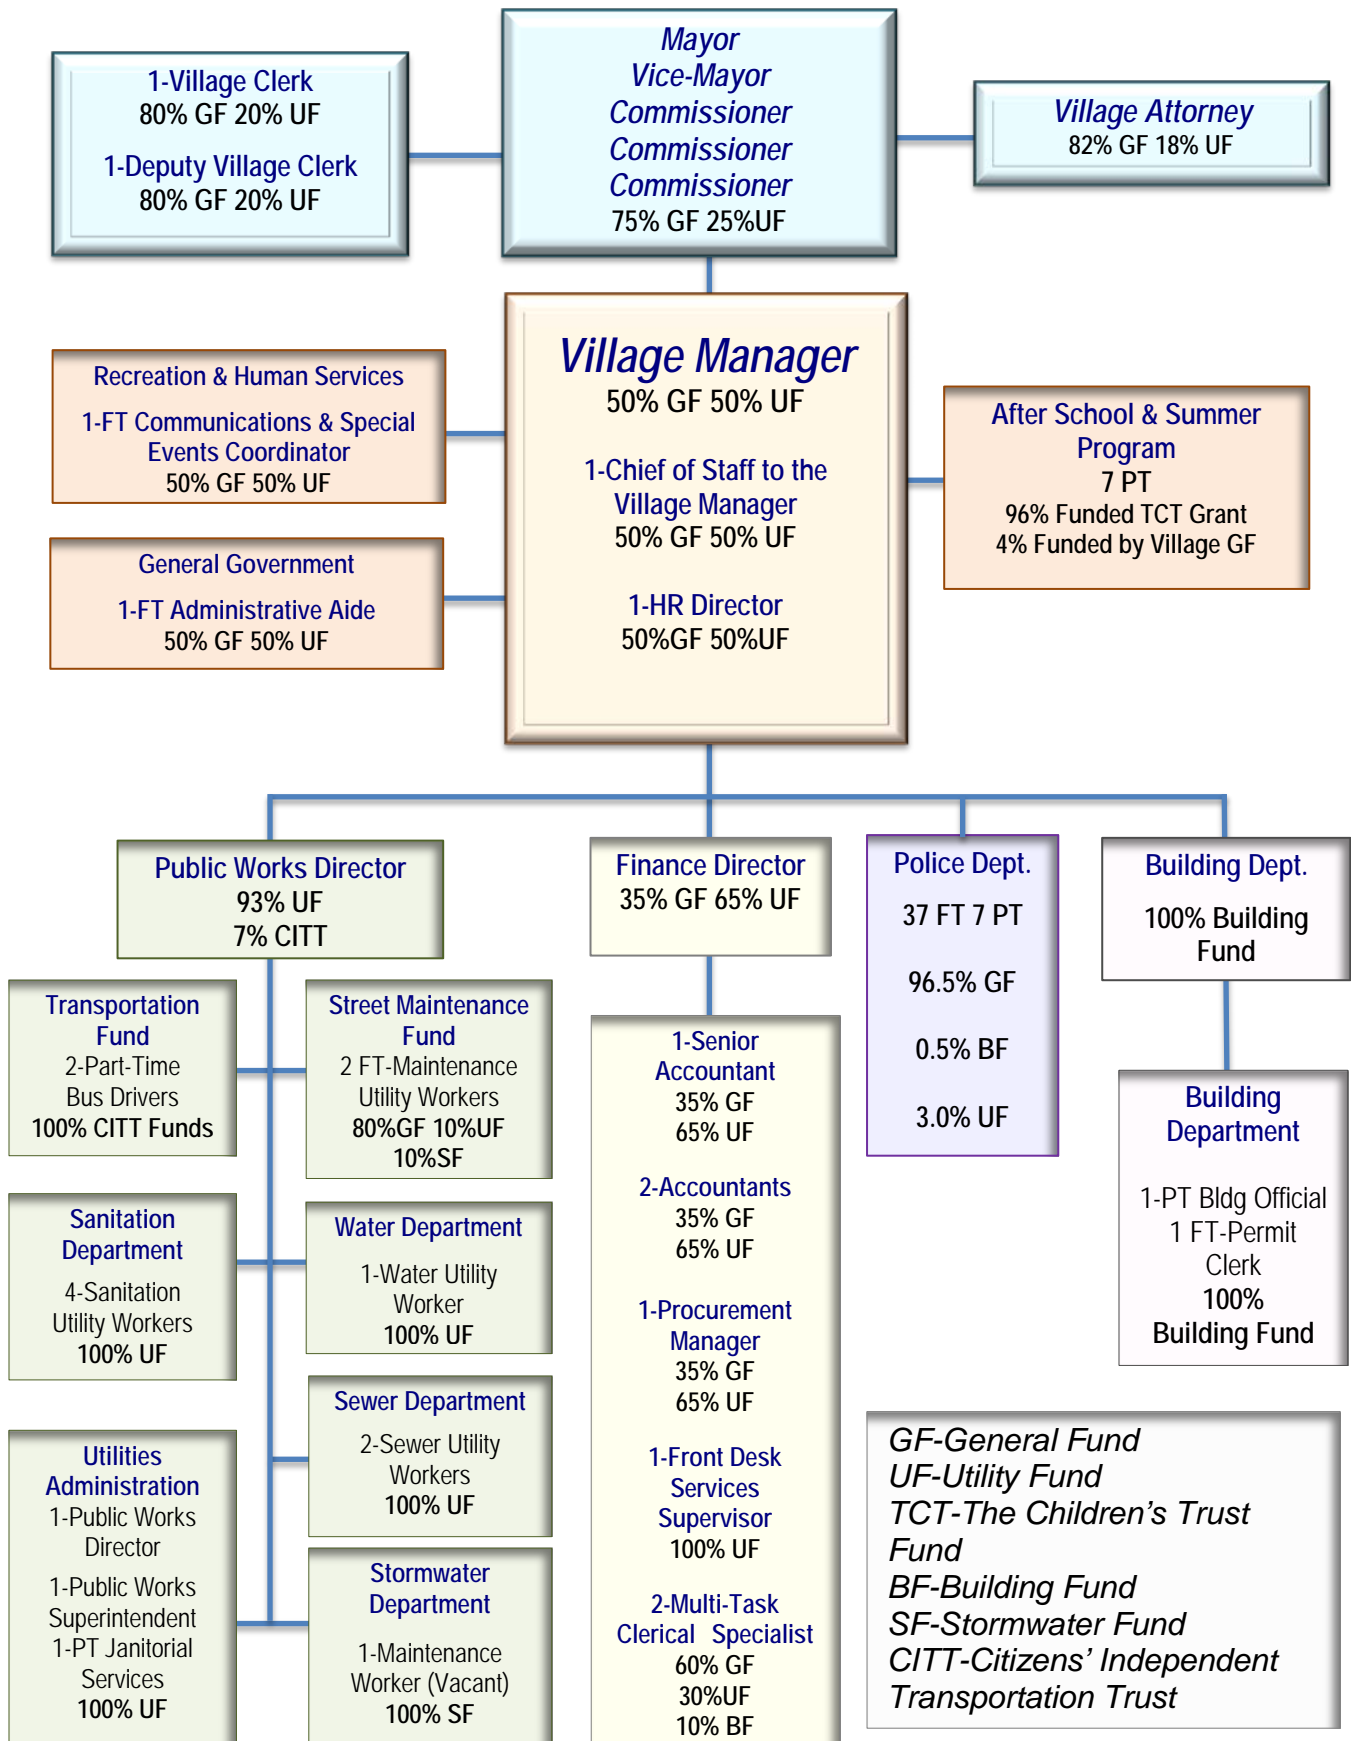 1-Village Clerk
80% GF 20% UF
1-Deputy Village Clerk
80% GF 20% UF
Mayor
Vice-Mayor
Commissioner
Commissioner
Commissioner
75% GF 25%UF
Village Attorney
82% GF 18% UF
Village Manager
50% GF 50% UF
1-Chief of Staff to the
Village Manager
50% GF 50% UF
1-HR Director
50%GF 50%UF
Recreation & Human Services
1-FT Communications & Special
Events Coordinator
50% GF 50% UF
General Government
1-FT Administrative Aide
50% GF 50% UF
After School & Summer
Program
7 PT
96% Funded TCT Grant
4% Funded by Village GF
Public Works Director
93% UF
7% CITT
Transportation
Fund
2-Part-Time
Bus Drivers
100% CITT Funds
Street Maintenance
Fund
2 FT-Maintenance
Utility Workers
80%GF 10%UF
10%SF
Sanitation
Department
4-Sanitation
Utility Workers
100% UF
Water Department
1-Water Utility
Worker
100% UF
Sewer Department
2-Sewer Utility
Workers
100% UF
Utilities
Administration
1-Public Works
Director
1-Public Works
Superintendent
1-PT Janitorial
Services
100% UF
Stormwater
Department
1-Maintenance
Worker (Vacant)
100% SF
Finance Director
35% GF 65% UF
1-Senior
Accountant
35% GF
65% UF
2-Accountants
35% GF
65% UF
1-Procurement
Manager
35% GF
65% UF
1-Front Desk
Services
Supervisor
100% UF
2-Multi-Task
Clerical Specialist
60% GF
30%UF
10% BF
Police Dept.
37 FT 7 PT
96.5% GF
0.5% BF
3.0% UF
Building Dept.
100% Building
Fund
Building
Department
1-PT Bldg Official
1 FT-Permit
Clerk
100%
Building Fund
GF-General Fund
UF-Utility Fund
TCT-The Children's Trust
Fund
BF-Building Fund
SF-Stormwater Fund
CITT-Citizens' Independent
Transportation Trust